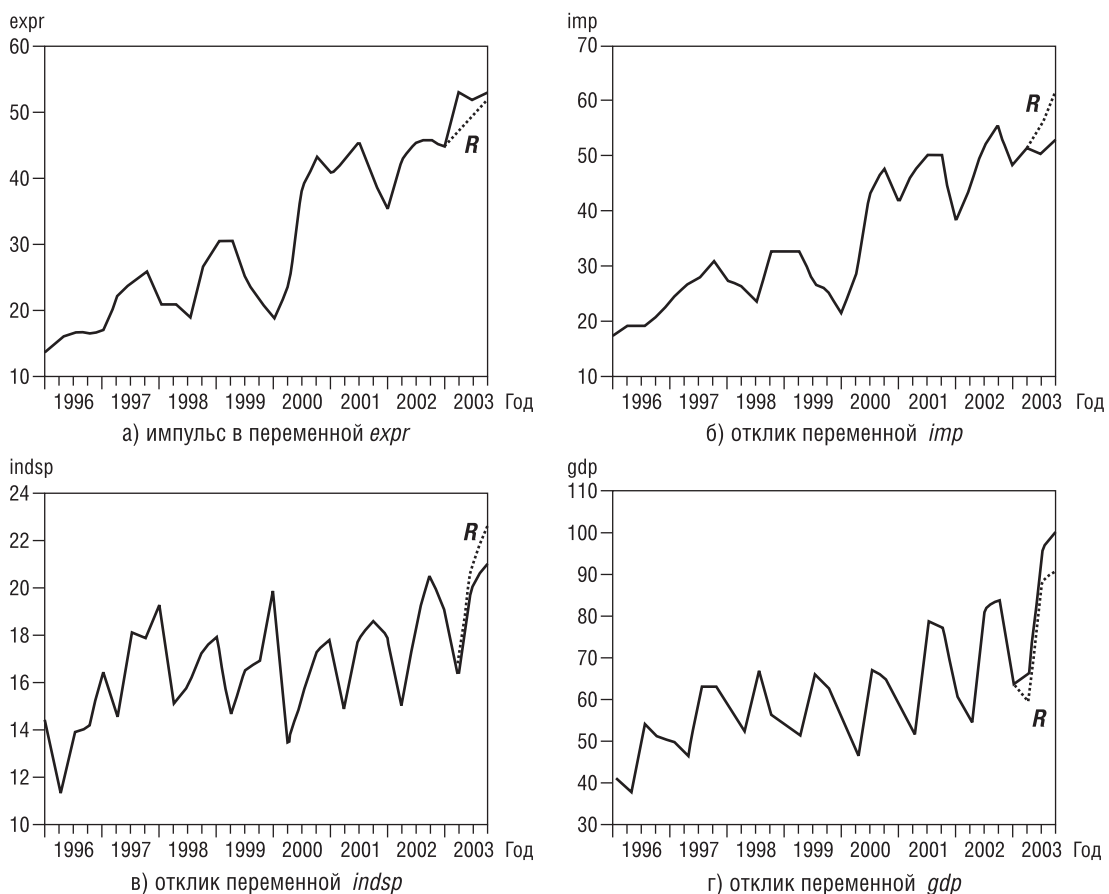 expr
60
50
40
30
20
10
R
1996 1997 1998 1999 2000 2001 2002 2003 Год
а) импульс в переменной expr
imp
70
60
50
40
30
20
10
R
1996 1997 1998 1999 2000 2001 2002 2003 Год
б) отклик переменной imp
indsp
24
22
20
18
16
14
12
10
R
1996 1997 1998 1999 2000 2001 2002 2003 Год
в) отклик переменной indsp
gdp
110
100
90
80
70
60
50
40
30
R
1996 1997 1998 1999 2000 2001 2002 2003 Год
г) отклик переменной gdp